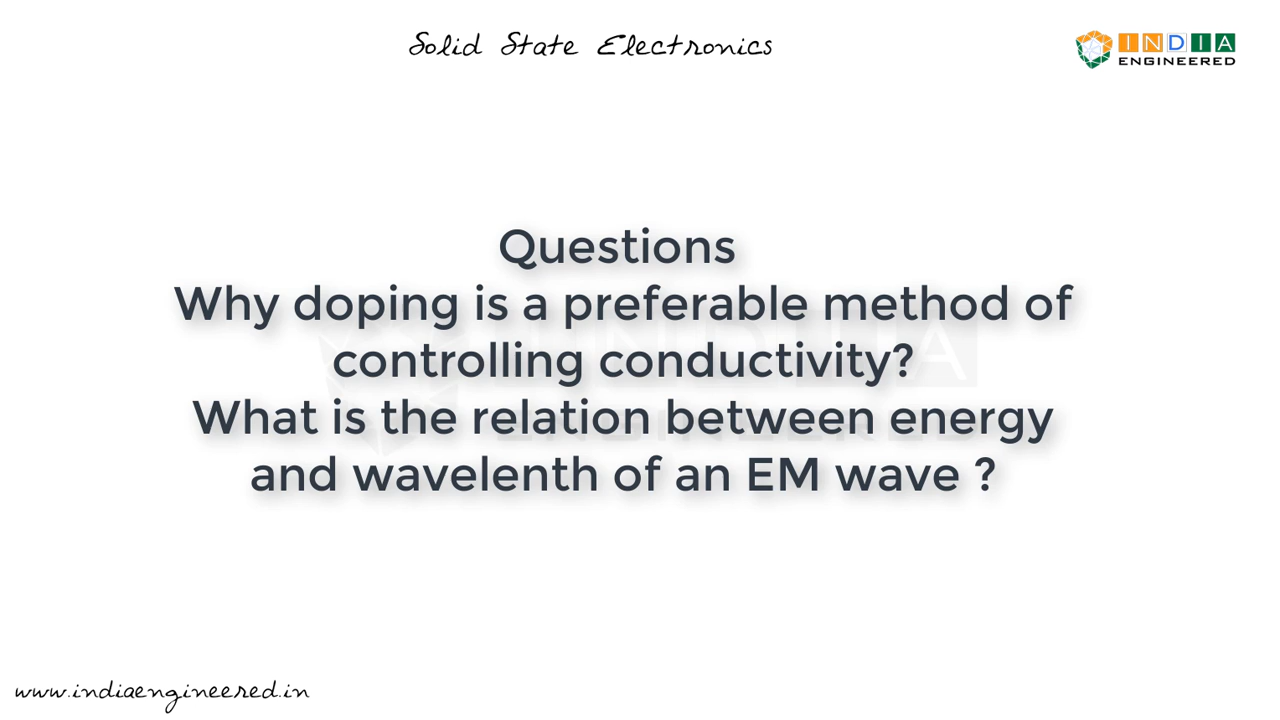 Solid State Electronics
INDIA
ENGINEERED
Questions
Why doping is a preferable method of
controlling conductivity?
What is the relation between energy
and wavelenth of an EM wave ?
www.indiaengineered.in